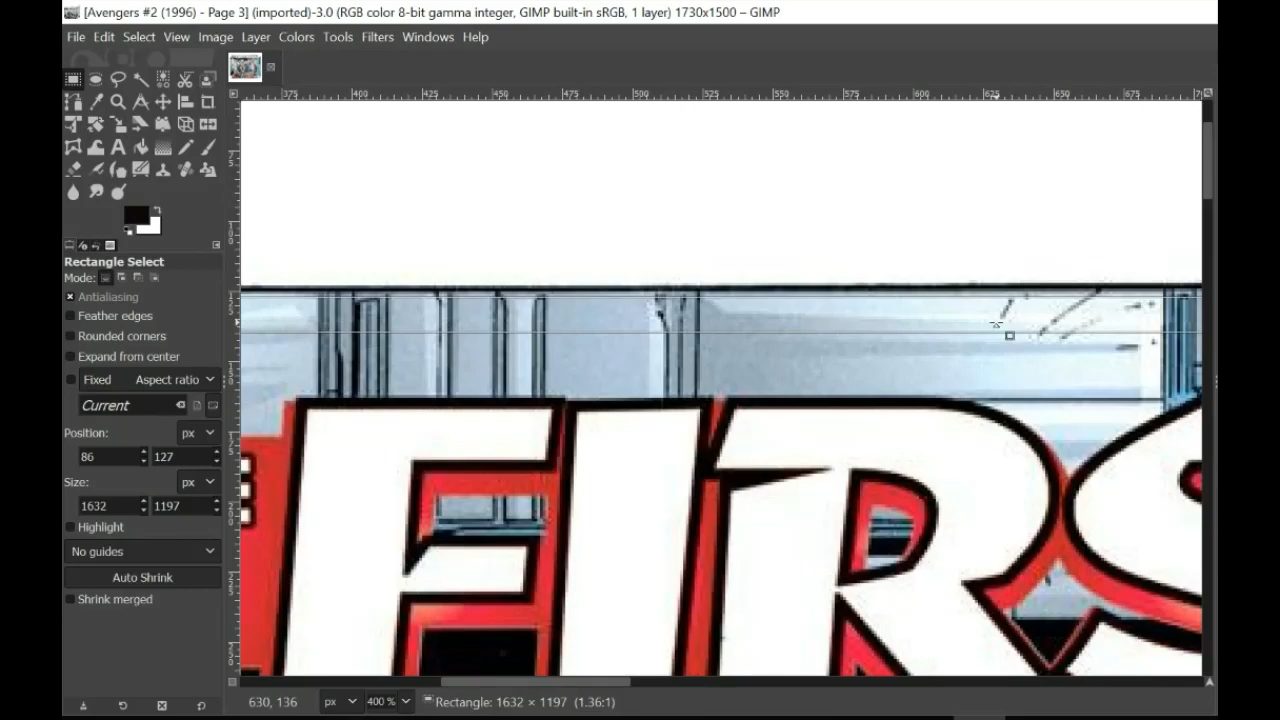 [Avengers #2 (1996) - Page 3] (imported)-3.0 (RGB color 8-bit gamma integer, GIMP built-in sRGB, 1 layer) 1730x1500 – GIMP
File Edit Select View Image Layer Colors Tools Filters Windows Help
375 400 425 450 475 500 525 550 575 600 625 650 675
Rectangle Select
Mode:
Antialiasing
Feather edges
Rounded corners
Expand from center
Fixed Aspect ratio
Current
Position: px
86 127
Size: px
1632 1197
Highlight
No guides
Auto Shrink
Shrink merged
FIRS
630, 136 px 400 % Rectangle: 1632 × 1197 (1.36:1)